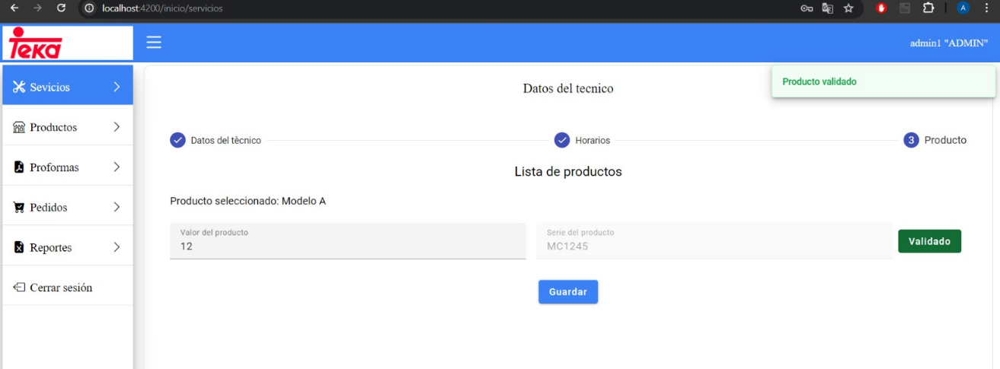 localhost:4200/inicio/servicios
A
Teka
admin1 "ADMIN"
Sevicios
Productos
Proformas
Pedidos
Reportes
Cerrar sesión
Datos del tecnico
Producto validado
Datos del tècnico
Horarios
3 Producto
Lista de productos
Producto seleccionado: Modelo A
Valor del producto
12
Serie del producto
MC1245
Validado
Guardar